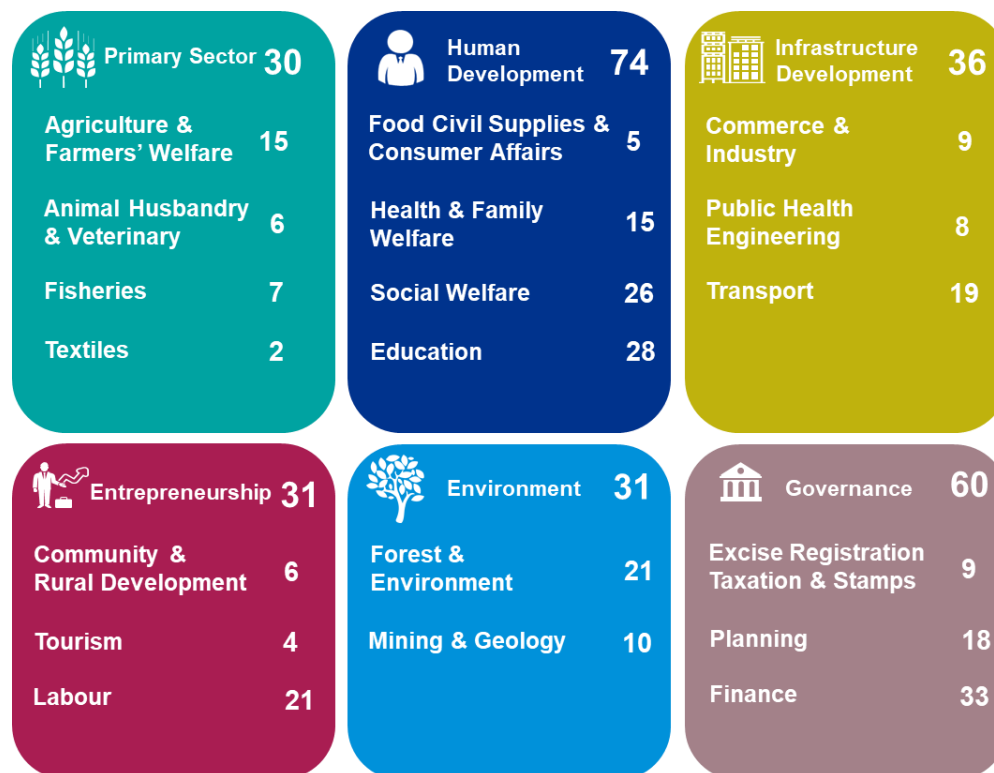 Primary Sector 30
Agriculture &
Farmers' Welfare 15
Animal Husbandry
& Veterinary 6
Fisheries 7
Textiles 2
Human
Development 74
Food Civil Supplies &
Consumer Affairs 5
Health & Family
Welfare 15
Social Welfare 26
Education 28
Infrastructure
Development 36
Commerce &
Industry 9
Public Health
Engineering 8
Transport 19
Entrepreneurship 31
Community &
Rural Development 6
Tourism 4
Labour 21
Environment 31
Forest &
Environment 21
Mining & Geology 10
Governance 60
Excise Registration
Taxation & Stamps 9
Planning 18
Finance 33